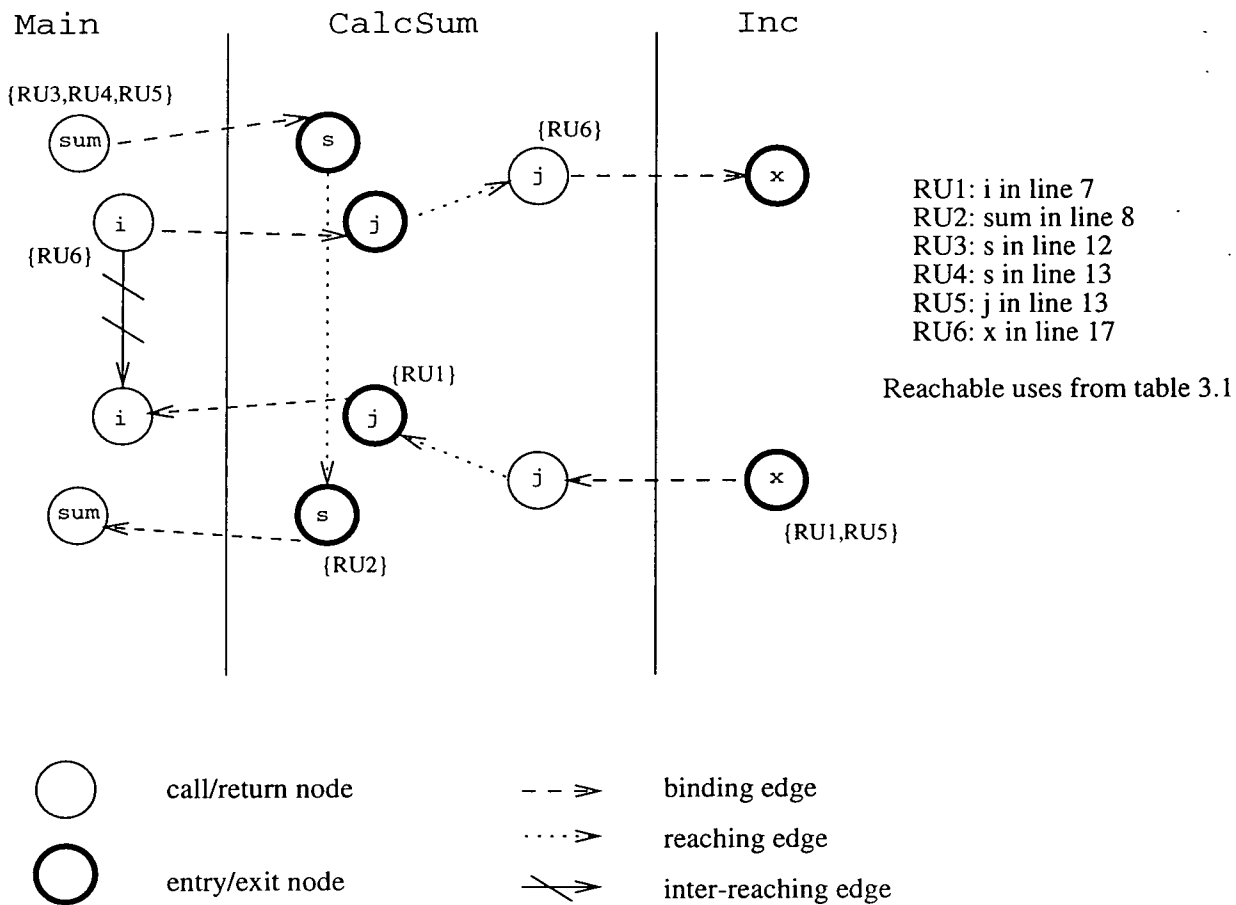 Main CalcSum Inc
{RU3,RU4,RU5}
sum
s
{RU6}
j
x
i
j
{RU6}
RU1: i in line 7
RU2: sum in line 8
RU3: s in line 12
RU4: s in line 13
RU5: j in line 13
RU6: x in line 17
Reachable uses from table 3.1
{RU1}
i
j
j
x
sum
s
{RU2}
{RU1,RU5}
call/return node
binding edge
reaching edge
entry/exit node
inter-reaching edge